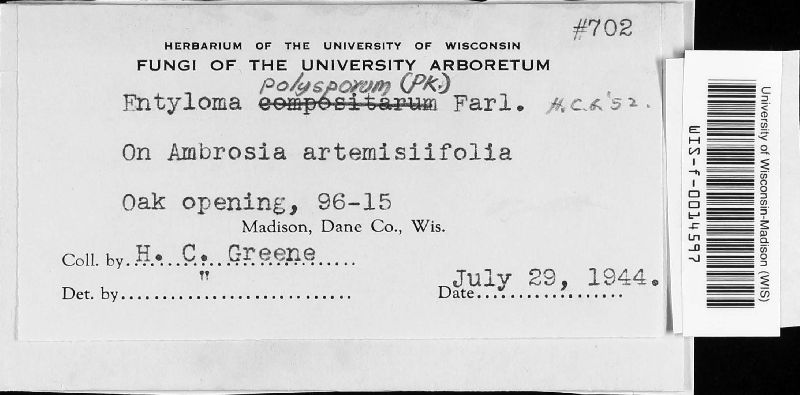 #702
HERBARIUM OF THE UNIVERSITY OF WISCONSIN
FUNGI OF THE UNIVERSITY ARBORETUM
polysporum (PK.)
Entyloma compositarum Farl. H.C.G. '52.
On Ambrosia artemisiifolia
Oak opening, 96-15
Madison, Dane Co., Wis.
Coll. by H. C. Greene
"
Det. by
July 29, 1944.
Date
University of Wisconsin-Madison (WIS)
WIS-f-0014597